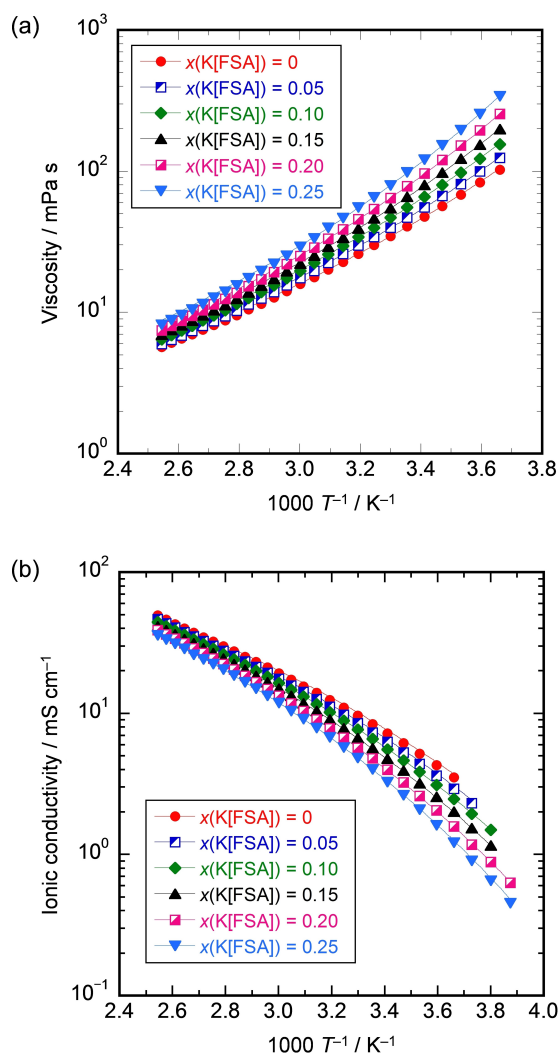 (a)
10³
x(K[FSA]) = 0
x(K[FSA]) = 0.05
x(K[FSA]) = 0.10
x(K[FSA]) = 0.15
x(K[FSA]) = 0.20
x(K[FSA]) = 0.25
10²
Viscosity / mPa s
10¹
10⁰
2.4 2.6 2.8 3.0 3.2 3.4 3.6 3.8
1000 T⁻¹ / K⁻¹
(b)
10²
Ionic conductivity / mS cm⁻¹
10¹
10⁰
x(K[FSA]) = 0
x(K[FSA]) = 0.05
x(K[FSA]) = 0.10
x(K[FSA]) = 0.15
x(K[FSA]) = 0.20
x(K[FSA]) = 0.25
10⁻¹
2.4 2.6 2.8 3.0 3.2 3.4 3.6 3.8 4.0
1000 T⁻¹ / K⁻¹